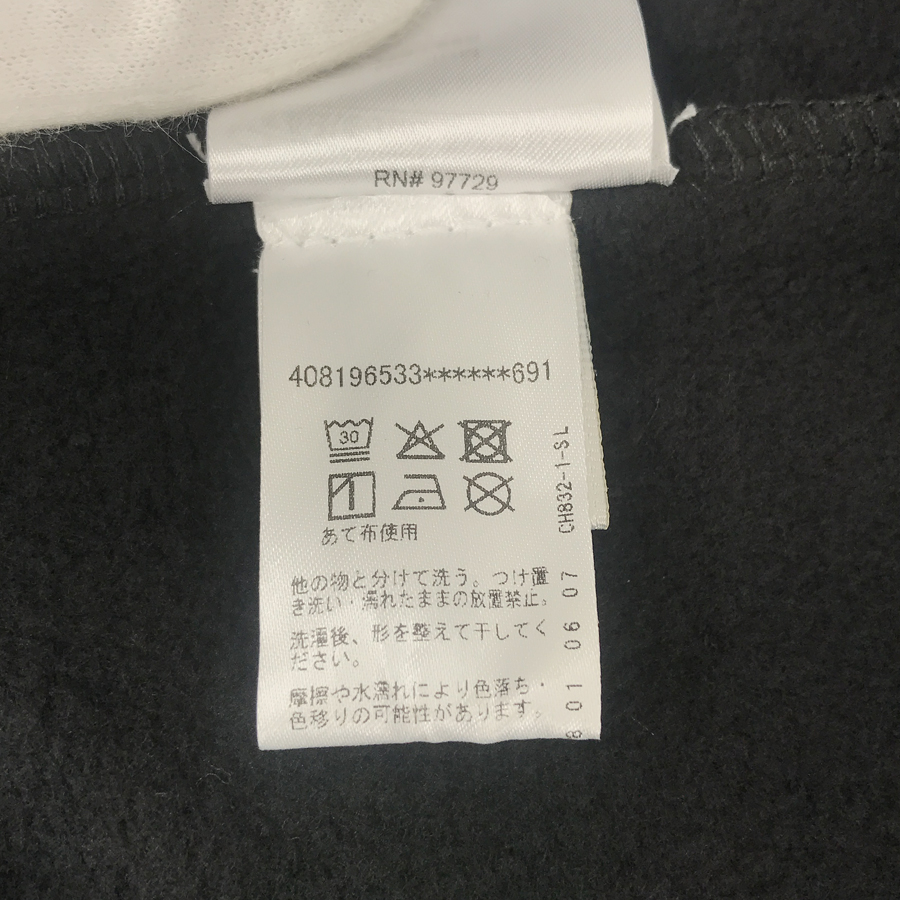 RN# 97729
408196533******691
30
あて布使用
他の物と分けて洗う。つけ置
き洗い・濡れたままの放置禁止。
洗濯後、形を整えて干してく
ださい。
摩擦や水濡れにより色落ち・
色移りの可能性があります。
CH832-1-SL
8 01 06 07